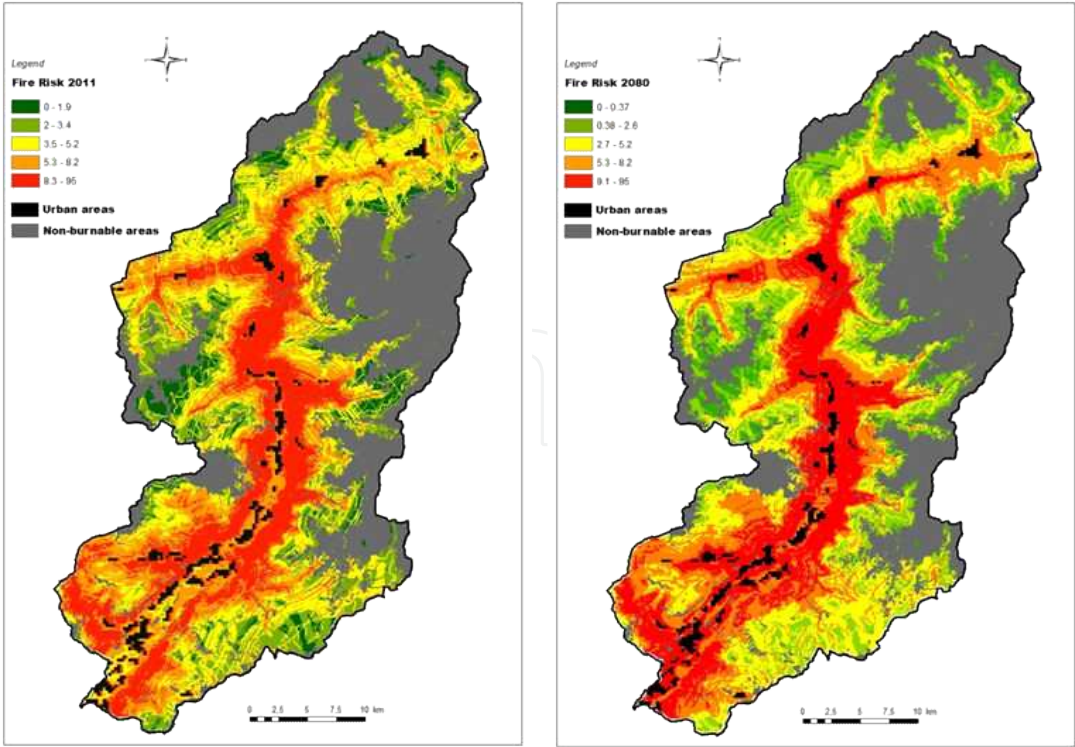 Legend
Fire Risk 2011
0 - 1.9
2 - 3.4
3.5 - 5.2
5.3 - 8.2
8.3 - 95
Urban areas
Non-burnable areas
0 2,5 5 7,5 10 km
Legend
Fire Risk 2080
0 - 0.37
0.38 - 2.6
2.7 - 5.2
5.3 - 8.2
9.1 - 95
Urban areas
Non-burnable areas
0 2,5 5 7,5 10 km